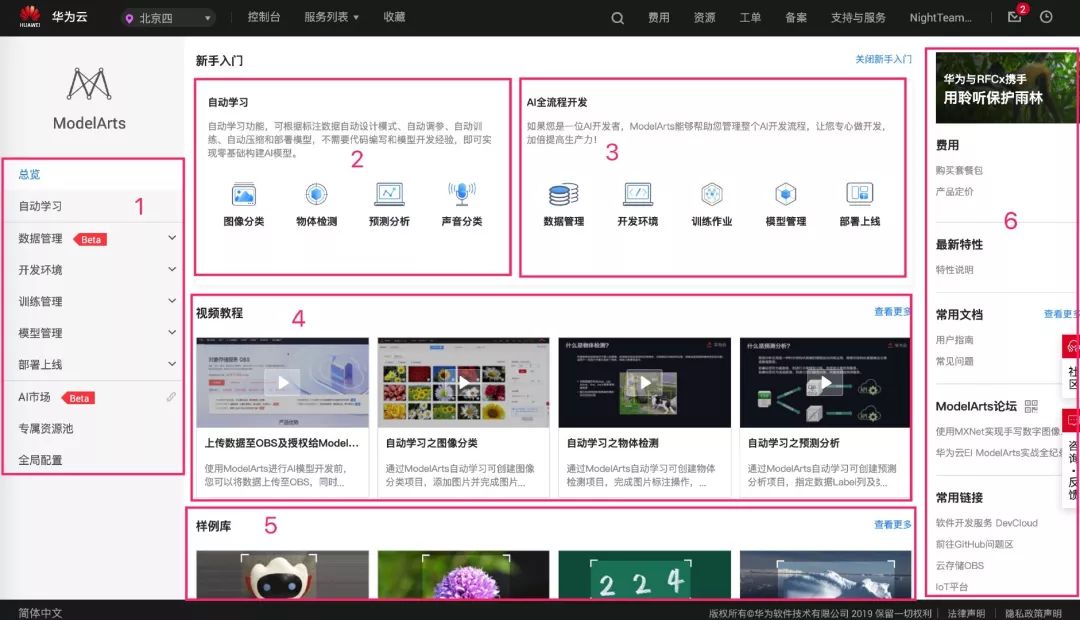 HUAWEI
华为云
北京四
控制台
服务列表
收藏
费用
资源
工单
备案
支持与服务
NightTeam...
2
ModelArts
总览
自动学习
1
数据管理
Beta
开发环境
训练管理
模型管理
部署上线
AI市场
Beta
专属资源池
全局配置
简体中文
新手入门
关闭新手入门
自动学习
自动学习功能，可根据标注数据自动设计模式、自动调参、自动训
练、自动压缩和部署模型，不需要代码编写和模型开发经验，即可实
现零基础构建AI模型。
2
图像分类
物体检测
预测分析
声音分类
AI全流程开发
如果您是一位AI开发者，ModelArts能够帮助您管理整个AI开发流程，让您专心做开发，
加倍提高生产力！
3
数据管理
开发环境
训练作业
模型管理
部署上线
视频教程
4
查看更多
什么是物体检测?
什么是预测分析?
上传数据至OBS及授权给Model...
使用ModelArts进行AI模型开发前，
您可以将数据上传至OBS，同时...
自动学习之图像分类
通过ModelArts自动学习可创建图像
分类项目，添加图片并完成图片...
自动学习之物体检测
通过ModelArts自动学习可创建物体
检测项目，完成图片标注操作，...
自动学习之预测分析
通过ModelArts自动学习可创建预测
分析项目，指定数据Label列及...
样例库
5
查看更多
224
华为与RFCx携手
用聆听保护雨林
费用
购买套餐包
产品定价
6
最新特性
特性说明
常用文档
查看更多
用户指南
常见问题
社区
ModelArts论坛
使用MXNet实现手写数字图像
华为云EI ModelArts实战全纪
咨询·反馈
常用链接
软件开发服务 DevCloud
前往GitHub问题区
云存储OBS
IoT平台
版权所有©华为软件技术有限公司 2019 保留一切权利
法律声明
隐私政策声明